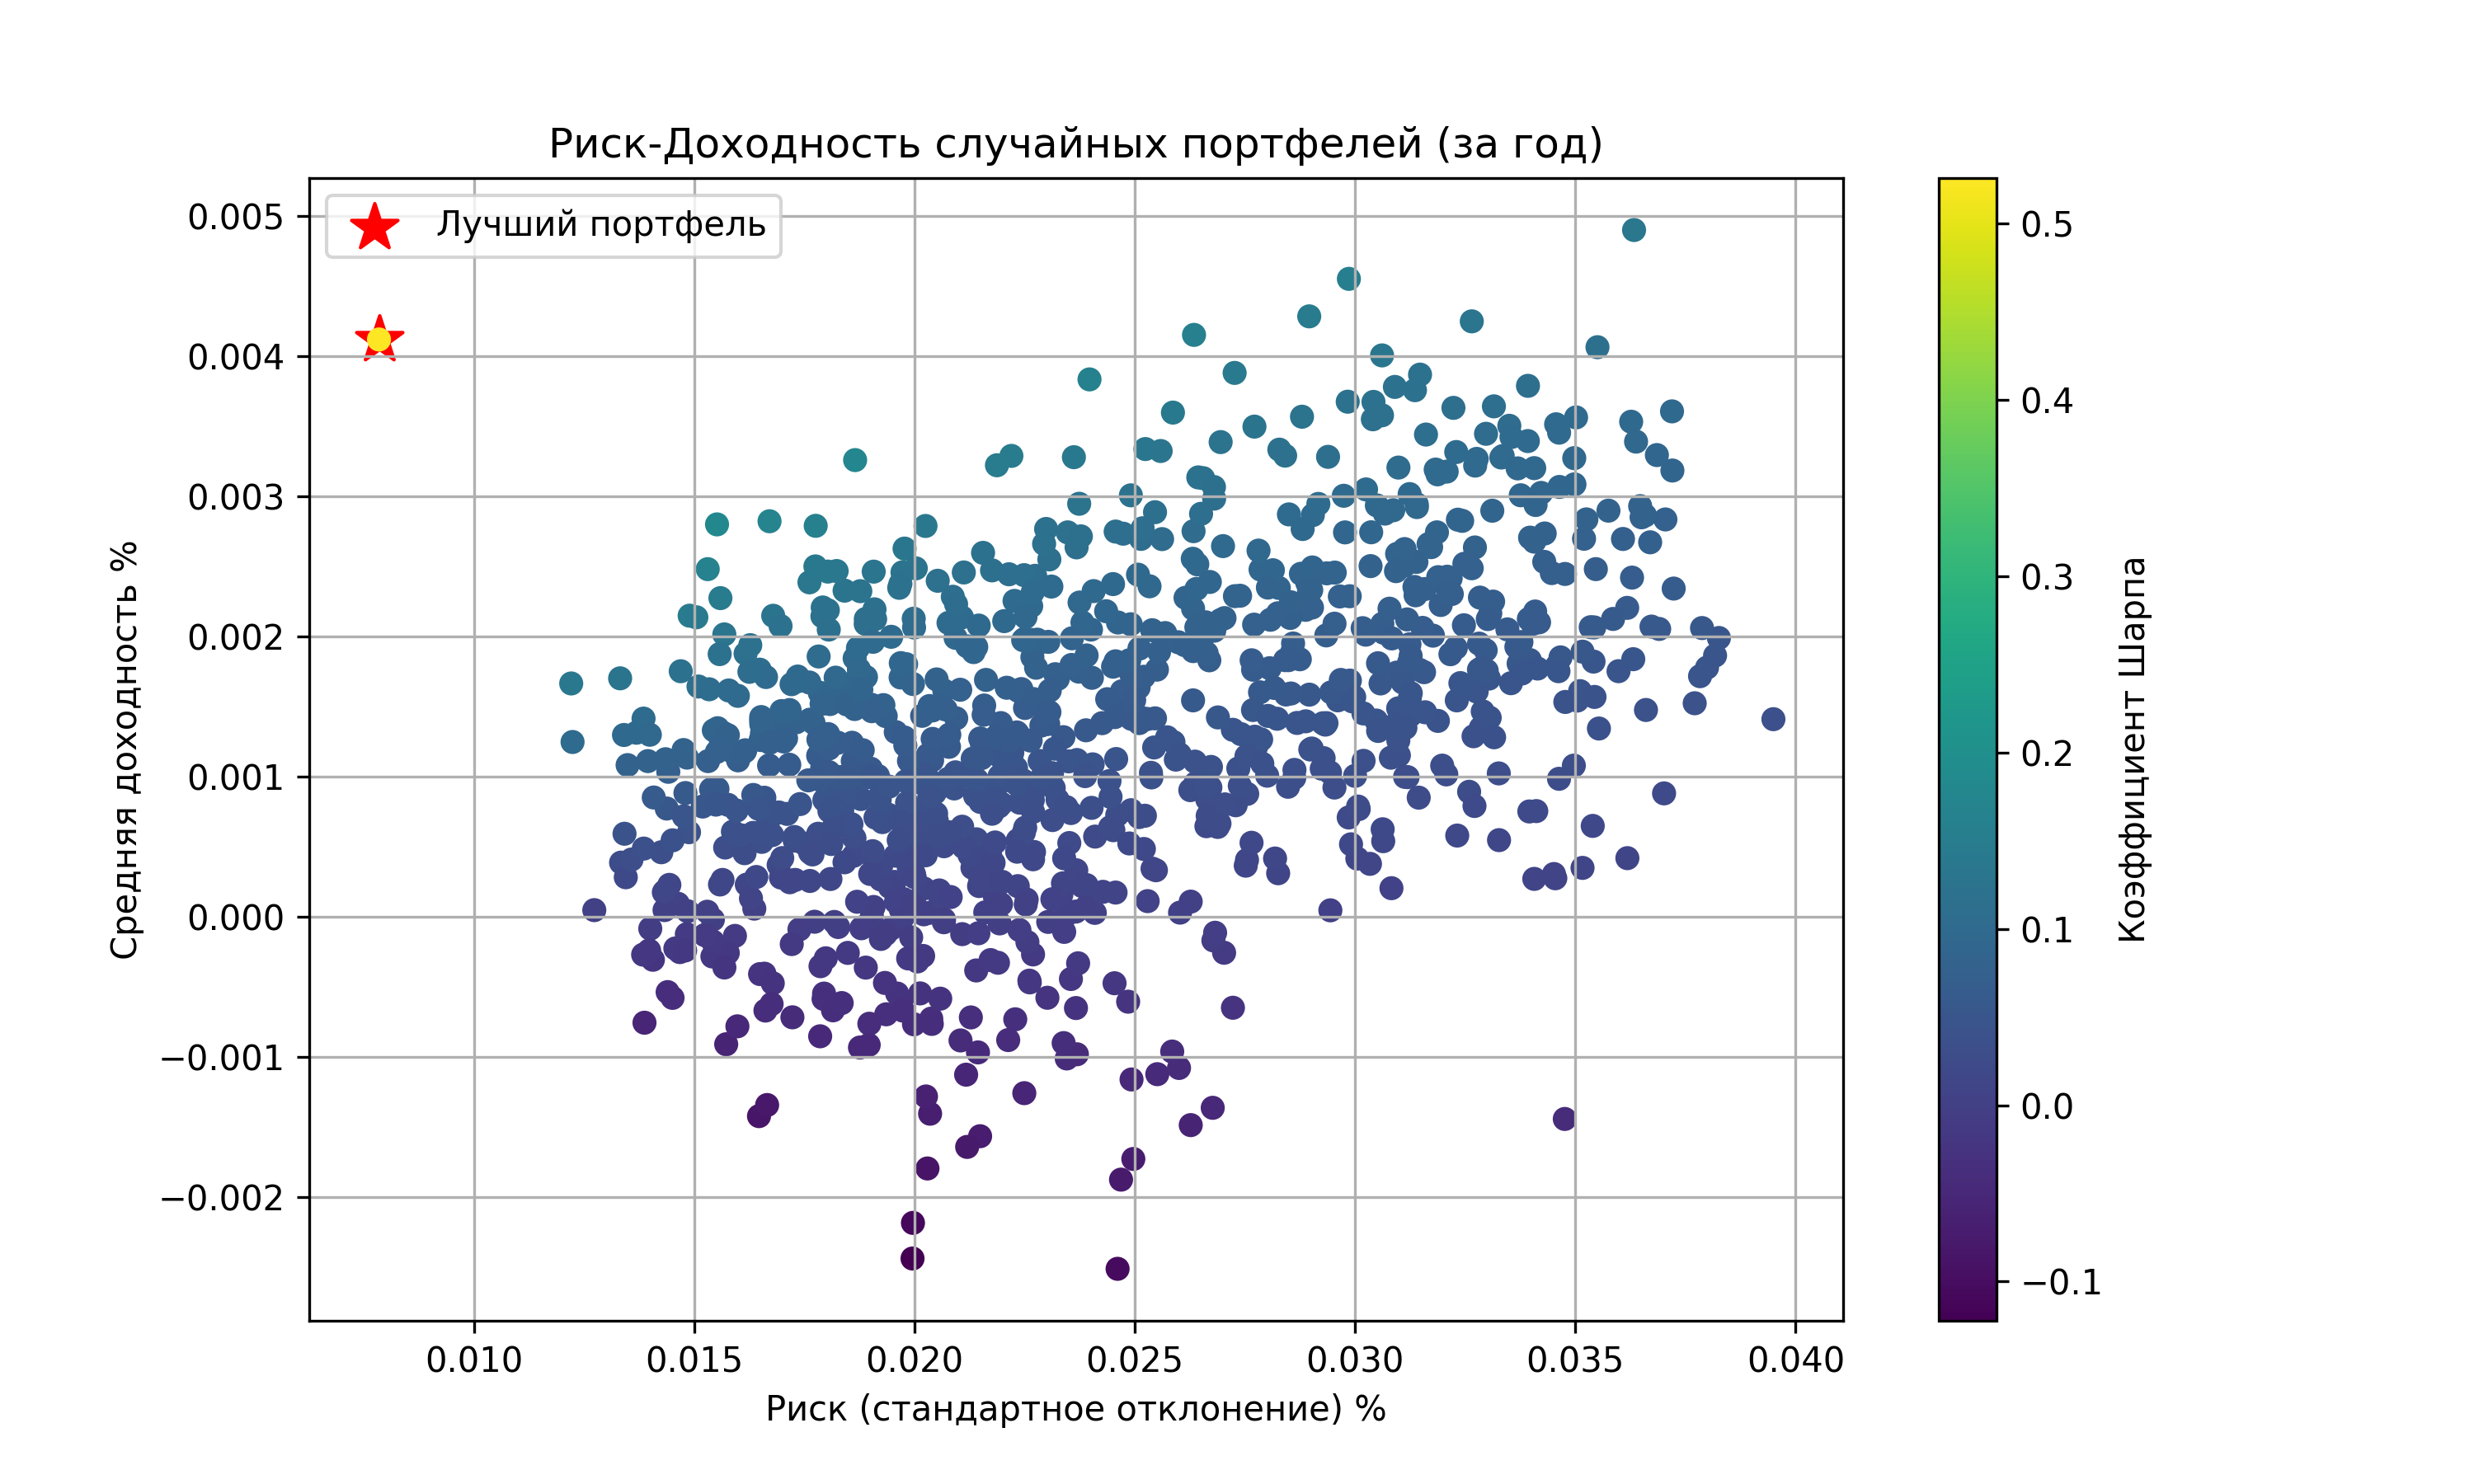 Риск-Доходность случайных портфелей (за год)
Лучший портфель
0.005
0.004
0.003
0.002
0.001
0.000
−0.001
−0.002
Средняя доходность %
0.010 0.015 0.020 0.025 0.030 0.035 0.040
Риск (стандартное отклонение) %
0.5
0.4
0.3
0.2
0.1
0.0
−0.1
Коэффициент Шарпа